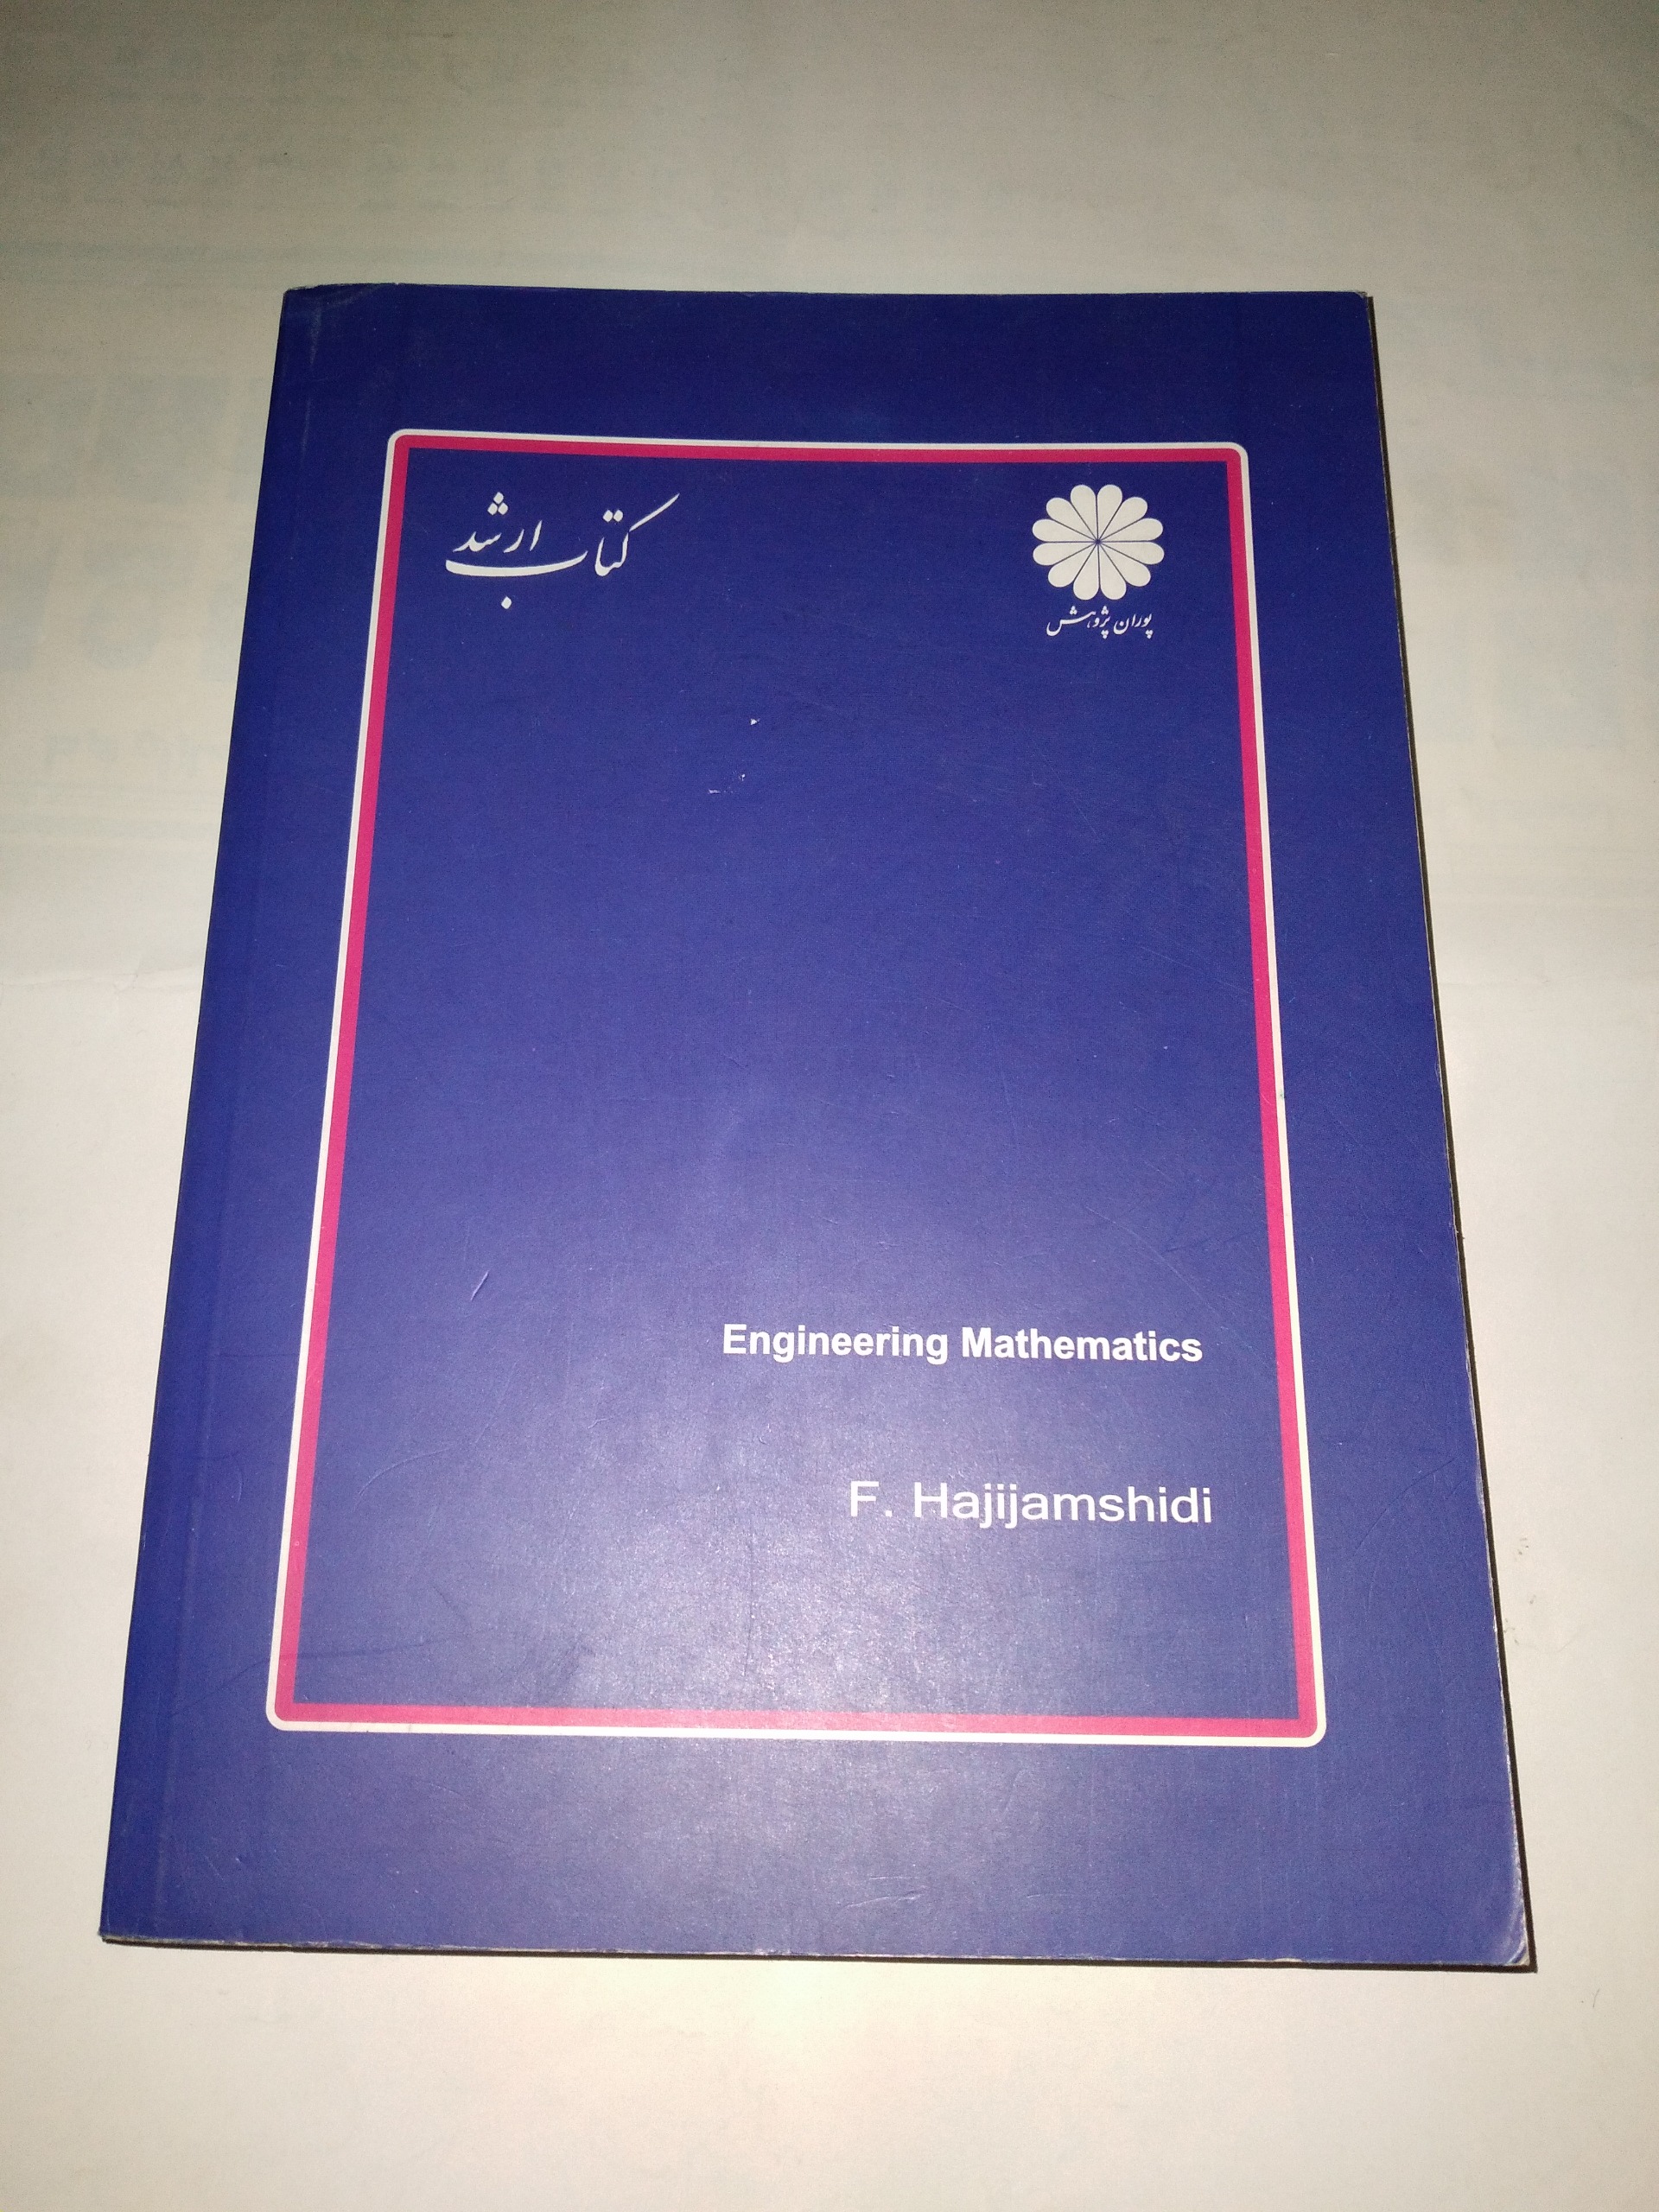 کتاب ارشد
پوران پژوهش
Engineering Mathematics
F. Hajijamshidi